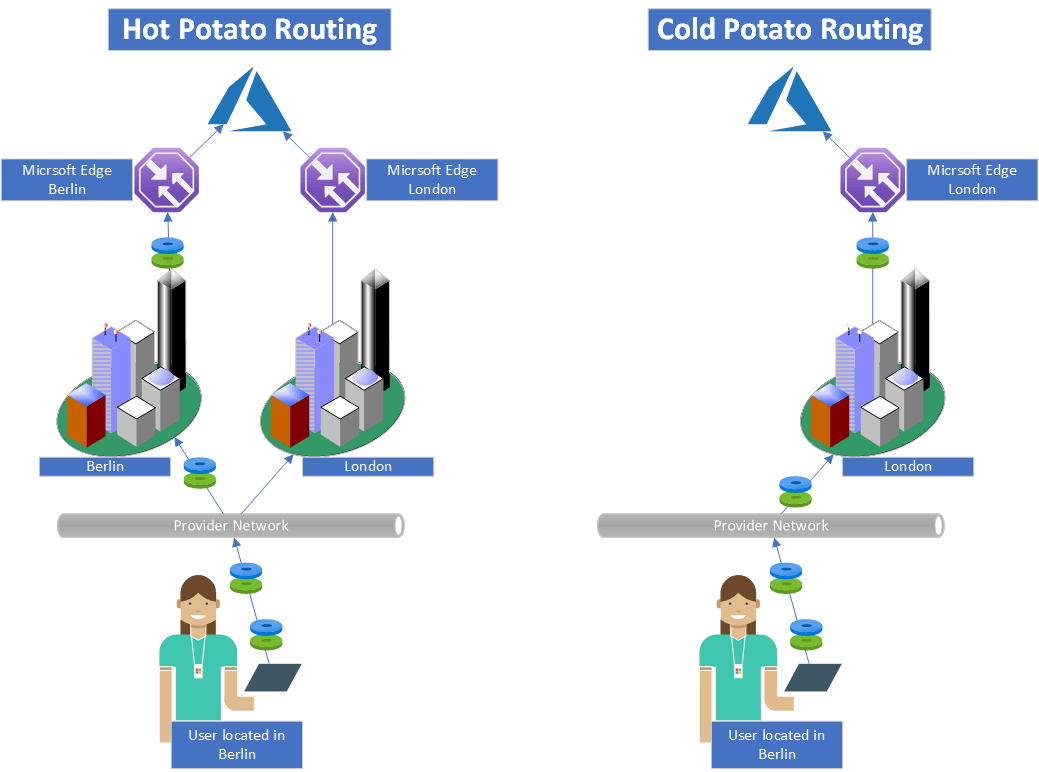 Hot Potato Routing
Cold Potato Routing
Micrsoft Edge
Berlin
Micrsoft Edge
London
Micrsoft Edge
London
Berlin
London
London
Provider Network
Provider Network
User located in
Berlin
User located in
Berlin